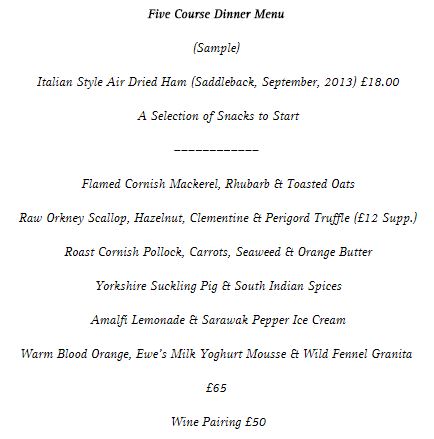 Five Course Dinner Menu
(Sample)
Italian Style Air Dried Ham (Saddleback, September, 2013) £18.00
A Selection of Snacks to Start
____________
Flamed Cornish Mackerel, Rhubarb & Toasted Oats
Raw Orkney Scallop, Hazelnut, Clementine & Perigord Truffle (£12 Supp.)
Roast Cornish Pollock, Carrots, Seaweed & Orange Butter
Yorkshire Suckling Pig & South Indian Spices
Amalfi Lemonade & Sarawak Pepper Ice Cream
Warm Blood Orange, Ewe's Milk Yoghurt Mousse & Wild Fennel Granita
£65
Wine Pairing £50